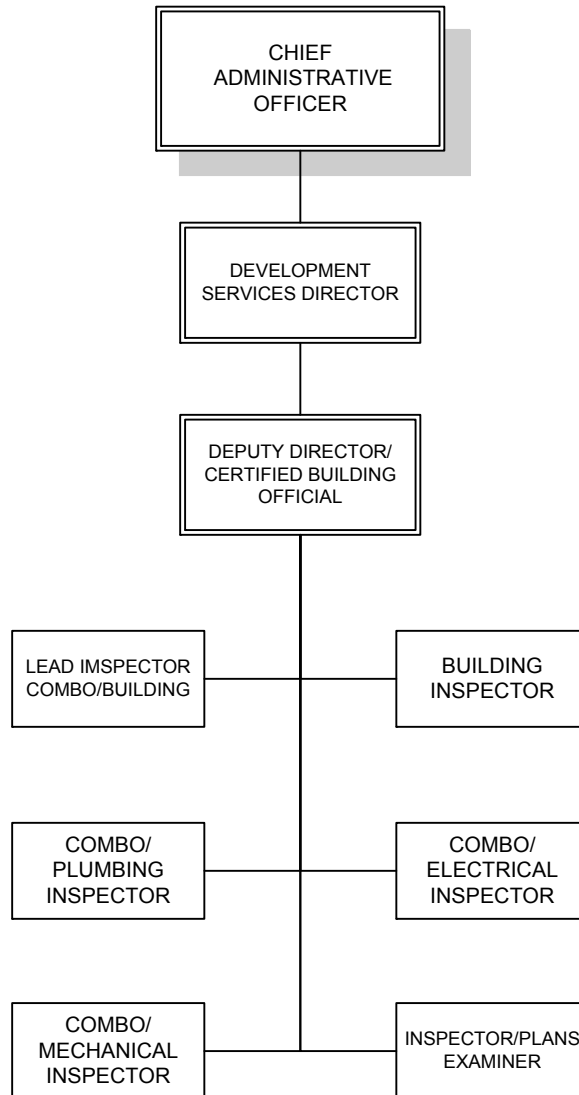 CHIEF
ADMINISTRATIVE
OFFICER
DEVELOPMENT
SERVICES DIRECTOR
DEPUTY DIRECTOR/
CERTIFIED BUILDING
OFFICIAL
LEAD IMSPECTOR
COMBO/BUILDING
BUILDING
INSPECTOR
COMBO/
PLUMBING
INSPECTOR
COMBO/
ELECTRICAL
INSPECTOR
COMBO/
MECHANICAL
INSPECTOR
INSPECTOR/PLANS
EXAMINER